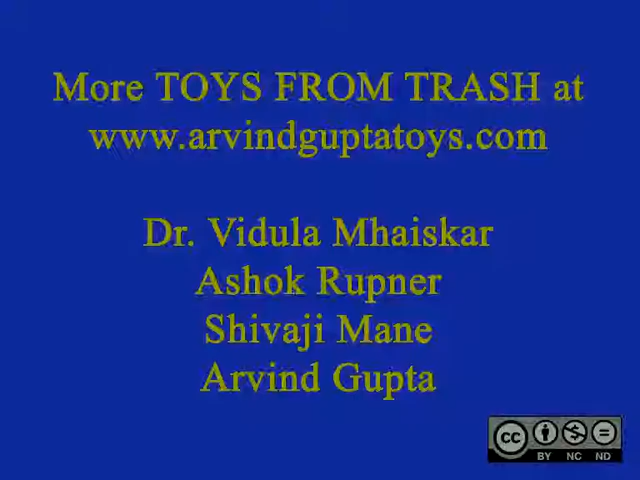 More TOYS FROM TRASH at
www.arvindguptatoys.com
Dr. Vidula Mhaiskar
Ashok Rupner
Shivaji Mane
Arvind Gupta
cc
BY NC ND